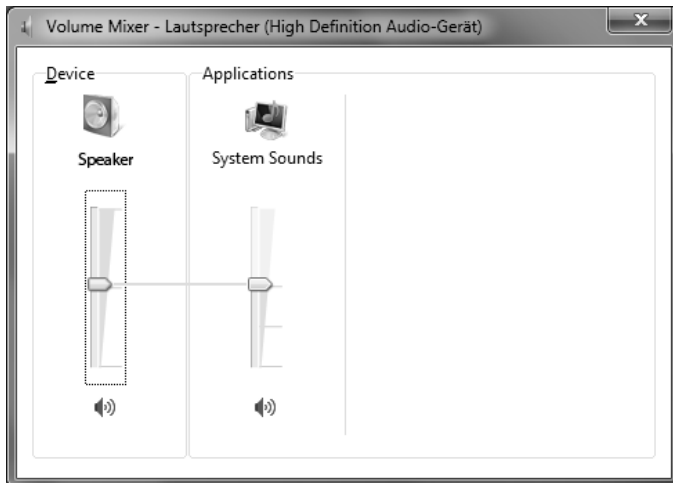 Volume Mixer - Lautsprecher (High Definition Audio-Gerät)
Device
Applications
Speaker
System Sounds